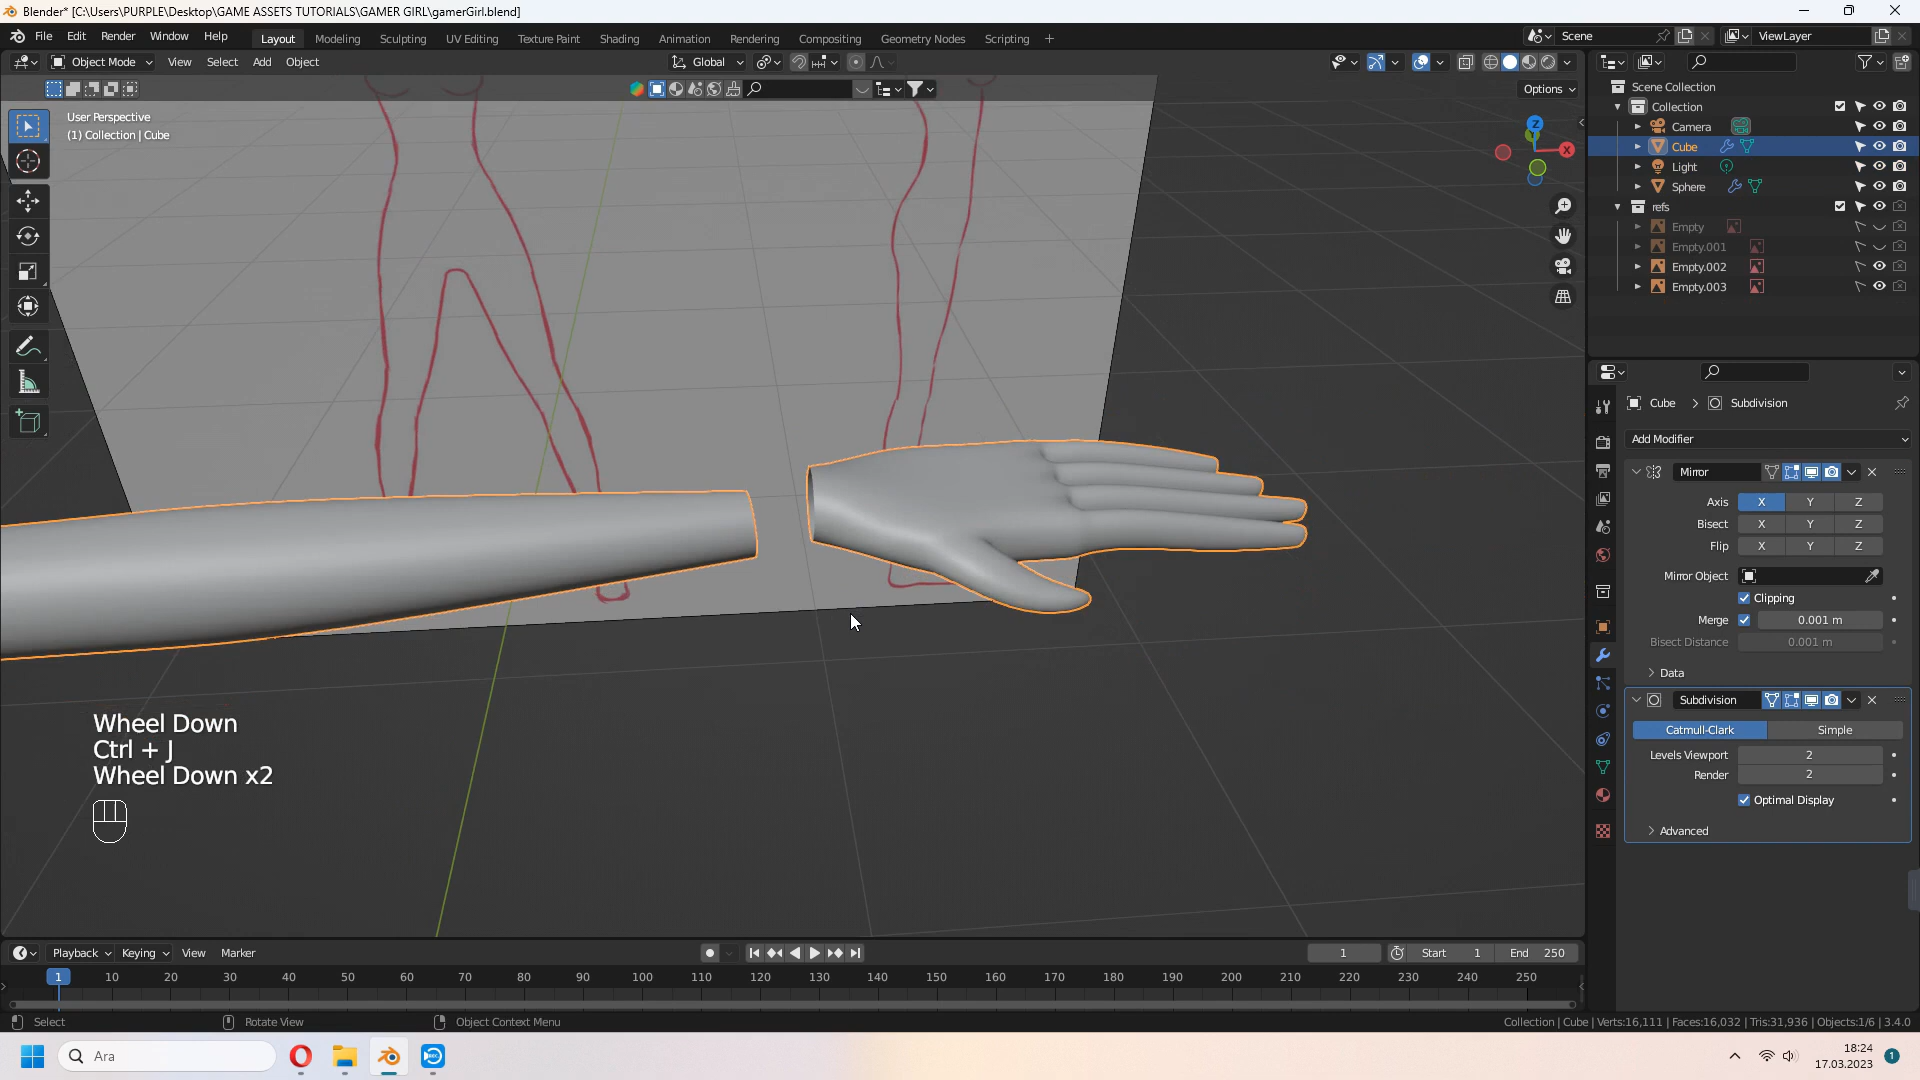 Blender* [C:\Users\PURPLE\Desktop\GAME ASSETS TUTORIALS\GAMER GIRL\gamerGirl.blend]
File Edit Render Window Help Layout Modeling Sculpting UV Editing Texture Paint Shading Animation Rendering Compositing Geometry Nodes Scripting + Scene ViewLayer
Object Mode View Select Add Object Global
Options
User Perspective
(1) Collection | Cube
Z
X
Scene Collection
Collection
Camera
Cube
Light
Sphere
refs
Empty
Empty.001
Empty.002
Empty.003
Cube > Subdivision
Add Modifier
Mirror
Axis X Y Z
Bisect X Y Z
Flip X Y Z
Mirror Object
Clipping
Merge 0.001 m
Bisect Distance 0.001 m
Data
Subdivision
Catmull-Clark Simple
Levels Viewport 2
Render 2
Optimal Display
Advanced
Wheel Down
Ctrl + J
Wheel Down x2
Playback Keying View Marker 1 Start 1 End 250
1 10 20 30 40 50 60 70 80 90 100 110 120 130 140 150 160 170 180 190 200 210 220 230 240 250
Select Rotate View Object Context Menu Collection | Cube | Verts:16,111 | Faces:16,032 | Tris:31,936 | Objects:1/6 | 3.4.0
Ara
18:24
17.03.2023
1